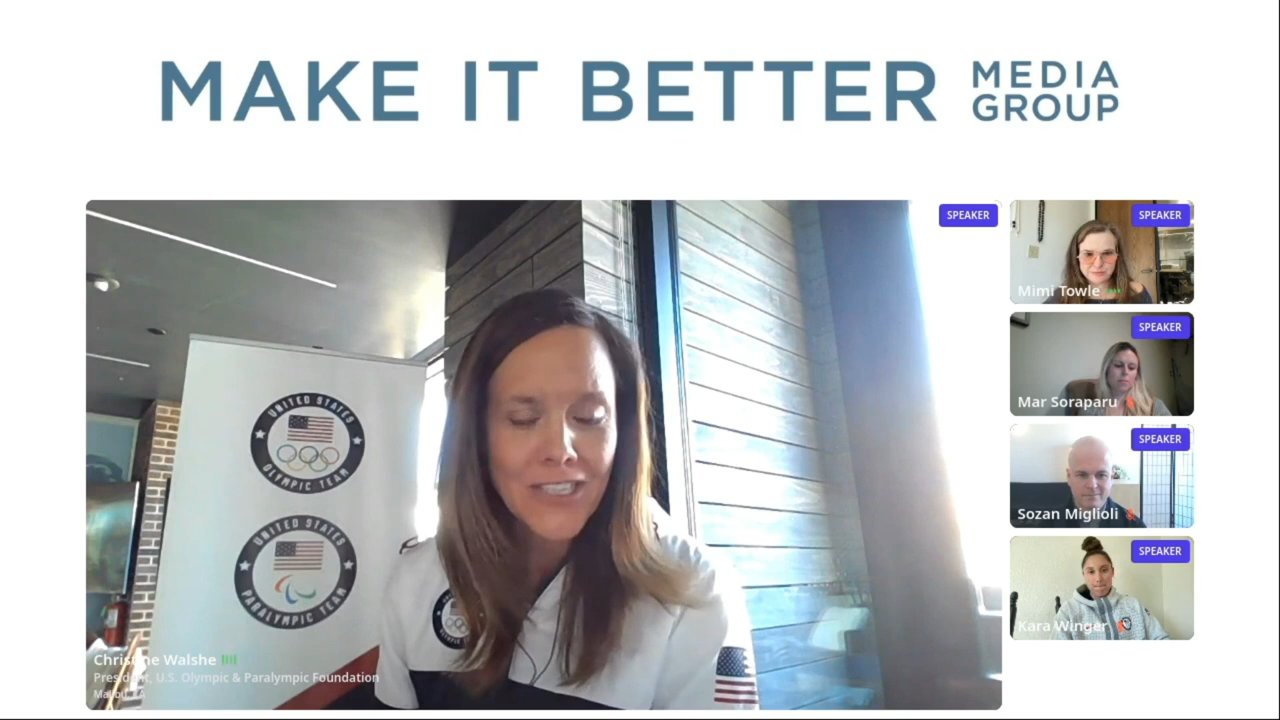 MAKE IT BETTER
MEDIA
GROUP
SPEAKER
UNITED STATES
OLYMPIC TEAM
UNITED STATES
PARALYMPIC TEAM
Christine Walshe
President, U.S. Olympic & Paralympic Foundation
SPEAKER
Mimi Towle
SPEAKER
Mar Soraparu
SPEAKER
Sozan Miglioli
SPEAKER
Kara Winger